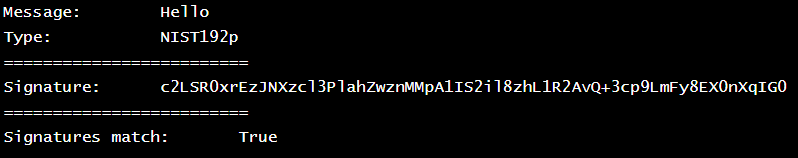 Message: Hello
Type: NIST192p
=========================
Signature: c2LSR0xrEzJNXzcl3PlahZwznMMpA1IS2il8zhL1R2AvQ+3cp9LmFy8EX0nXqIG0
=========================
Signatures match: True